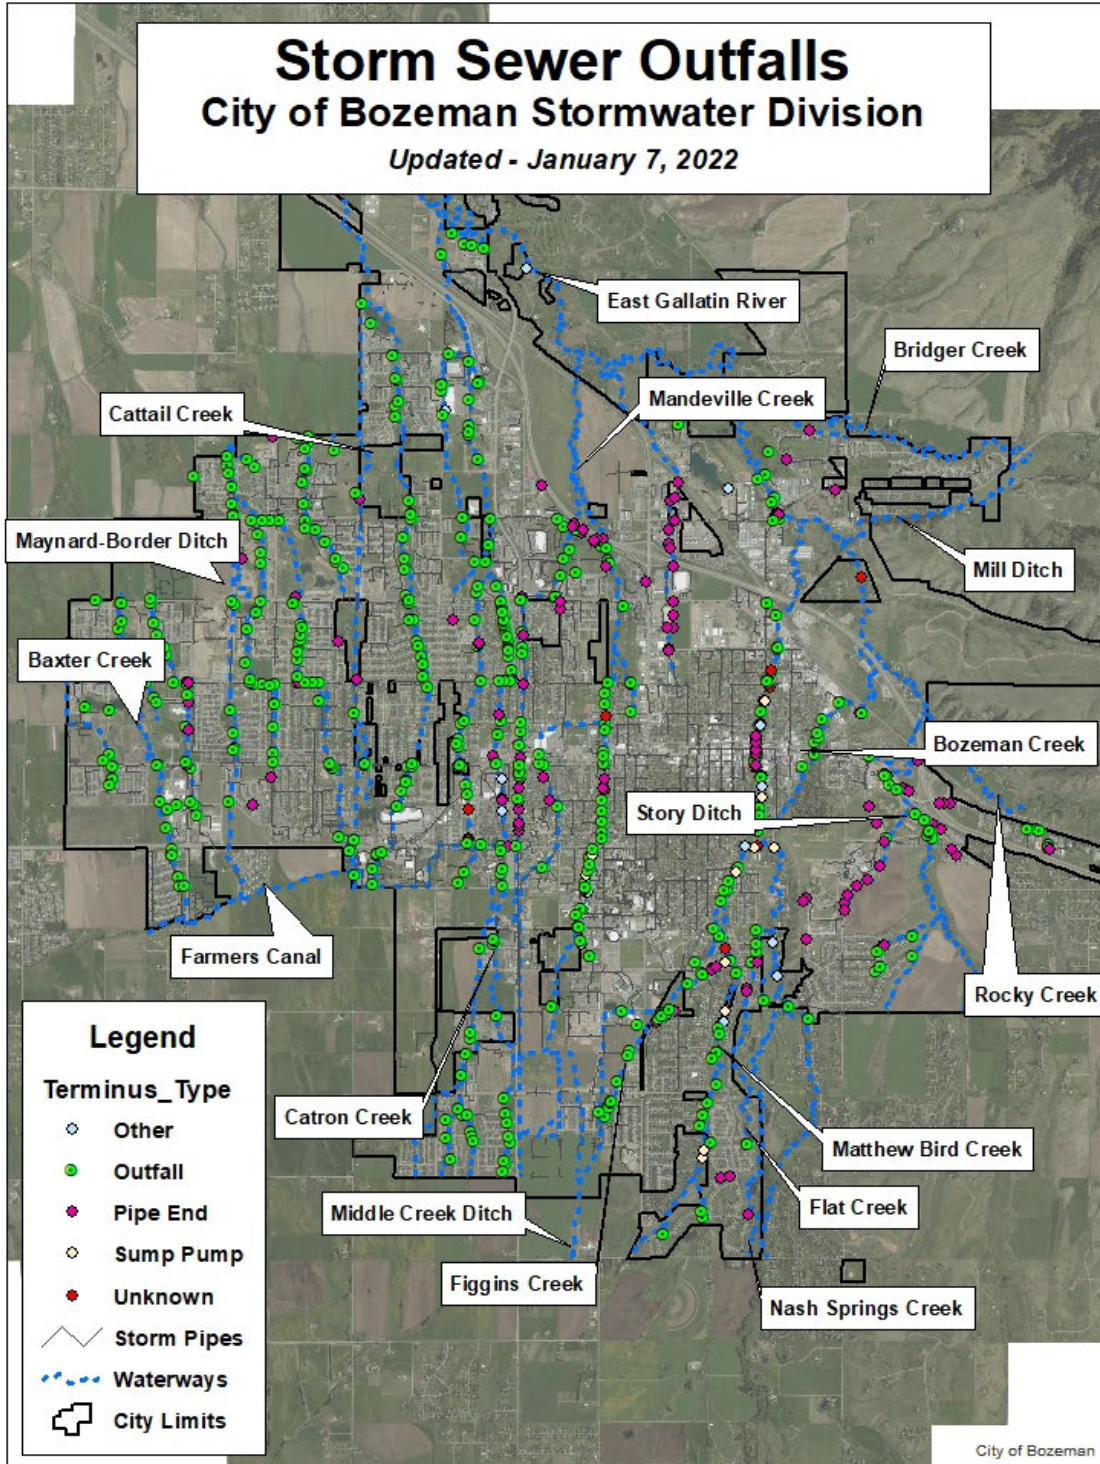 Storm Sewer Outfalls
City of Bozeman Stormwater Division
Updated - January 7, 2022
East Gallatin River
Bridger Creek
Mandeville Creek
Cattail Creek
Maynard-Border Ditch
Mill Ditch
Baxter Creek
Bozeman Creek
Story Ditch
Farmers Canal
Rocky Creek
Catron Creek
Matthew Bird Creek
Middle Creek Ditch
Flat Creek
Figgins Creek
Nash Springs Creek
Legend
Terminus_Type
Other
Outfall
Pipe End
Sump Pump
Unknown
Storm Pipes
Waterways
City Limits
City of Bozeman